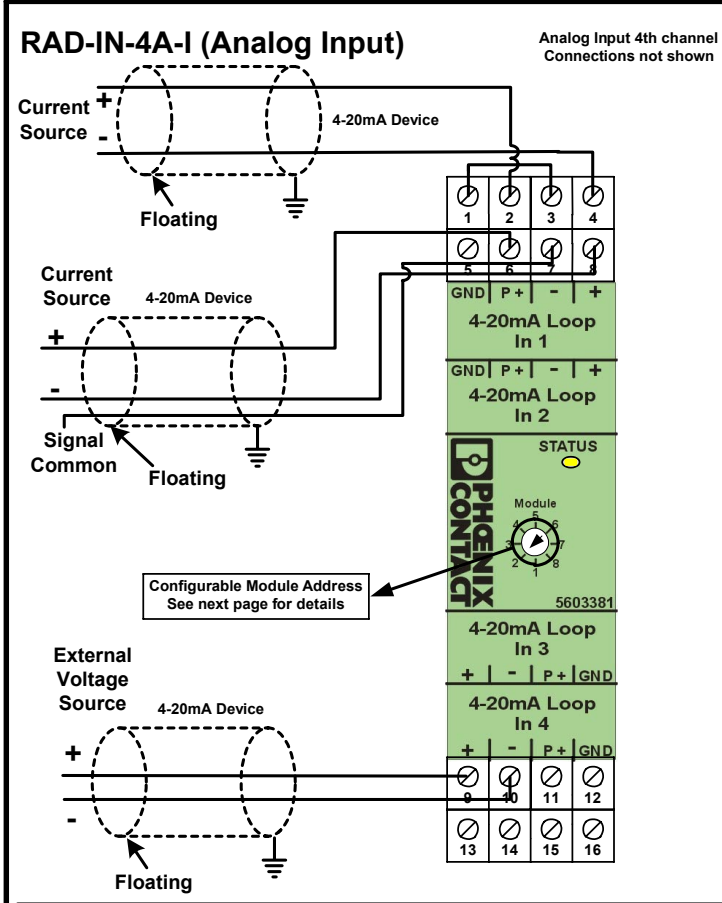 RAD-IN-4A-I (Analog Input)
Analog Input 4th channel
Connections not shown
Current
Source
+
-
4-20mA Device
Floating
1 2 3 4
5 6 7 8
Current
Source
4-20mA Device
+
-
Signal
Common
Floating
GND P + - +
4-20mA Loop
In 1
GND P + - +
4-20mA Loop
In 2
STATUS
PHŒNIX
CONTACT
Module
5
4 6
3 7
2 8
1
Configurable Module Address
See next page for details
5603381
4-20mA Loop
In 3
+ - P + GND
4-20mA Loop
In 4
+ - P + GND
External
Voltage
Source
4-20mA Device
+
-
Floating
9 10 11 12
13 14 15 16